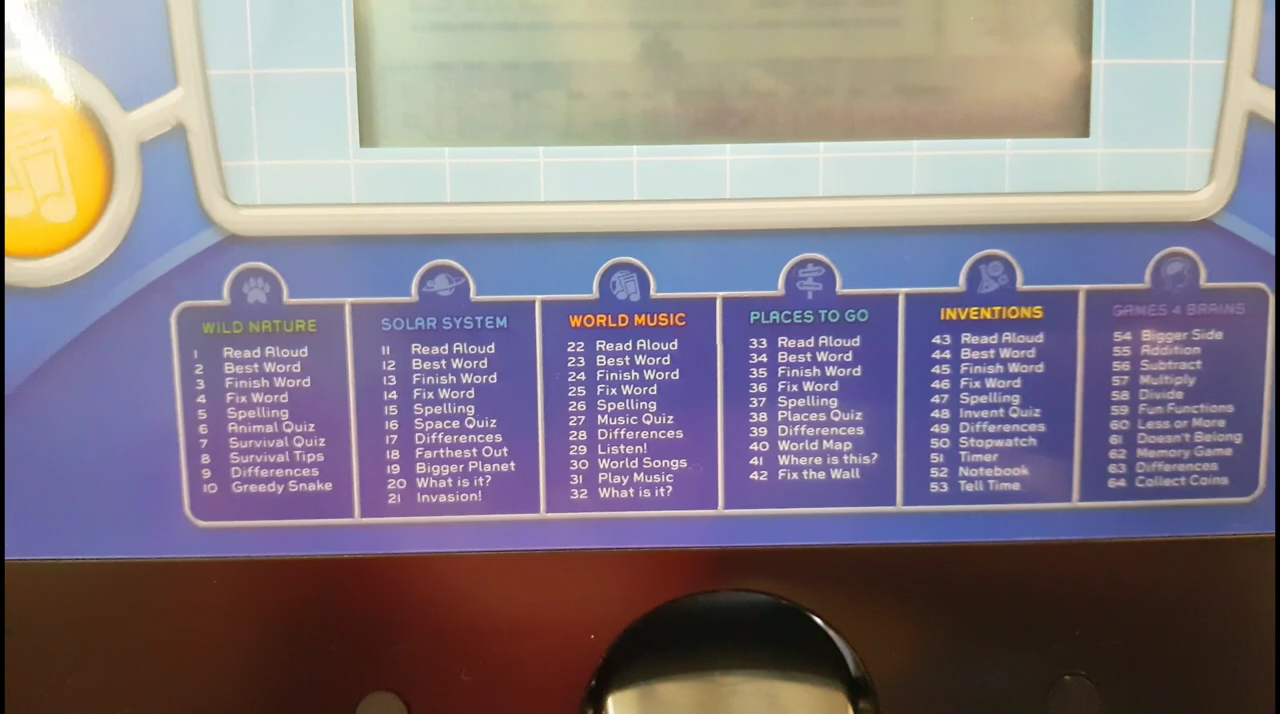 WILD NATURE
1 Read Aloud
2 Best Word
3 Finish Word
4 Fix Word
5 Spelling
6 Animal Quiz
7 Survival Quiz
8 Survival Tips
9 Differences
10 Greedy Snake
SOLAR SYSTEM
11 Read Aloud
12 Best Word
13 Finish Word
14 Fix Word
15 Spelling
16 Space Quiz
17 Differences
18 Farthest Out
19 Bigger Planet
20 What is it?
21 Invasion!
WORLD MUSIC
22 Read Aloud
23 Best Word
24 Finish Word
25 Fix Word
26 Spelling
27 Music Quiz
28 Differences
29 Listen!
30 World Songs
31 Play Music
32 What is it?
PLACES TO GO
33 Read Aloud
34 Best Word
35 Finish Word
36 Fix Word
37 Spelling
38 Places Quiz
39 Differences
40 World Map
41 Where is this?
42 Fix the Wall
INVENTIONS
43 Read Aloud
44 Best Word
45 Finish Word
46 Fix Word
47 Spelling
48 Invent Quiz
49 Differences
50 Stopwatch
51 Timer
52 Notebook
53 Tell Time
GAMES 4 BRAINS
54 Bigger Side
55 Addition
56 Subtract
57 Multiply
58 Divide
59 Fun Functions
60 Less or More
61 Doesn't Belong
62 Memory Game
63 Differences
64 Collect Coins